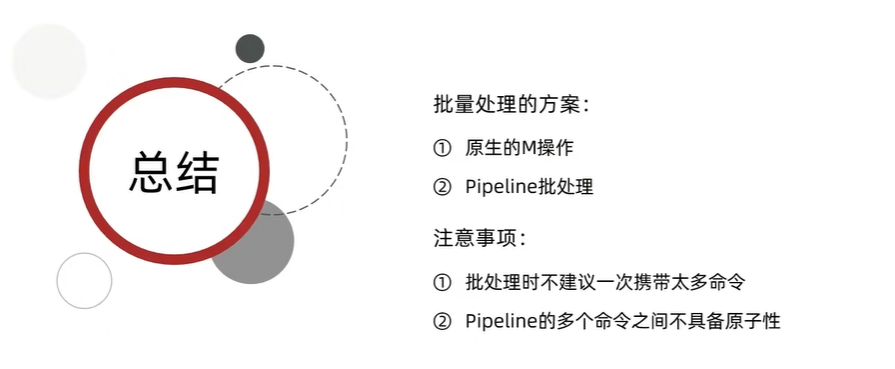 总结
批量处理的方案：
① 原生的M操作
② Pipeline批处理
注意事项：
① 批处理时不建议一次携带太多命令
② Pipeline的多个命令之间不具备原子性